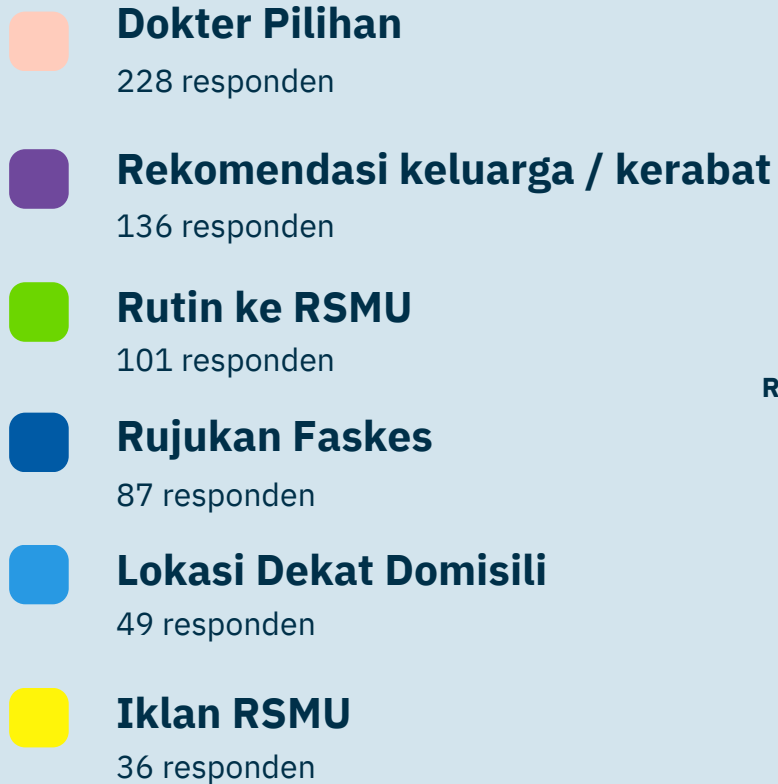 Dokter Pilihan
228 responden
Rekomendasi keluarga / kerabat
136 responden
Rutin ke RSMU
101 responden
R
Rujukan Faskes
87 responden
Lokasi Dekat Domisili
49 responden
Iklan RSMU
36 responden